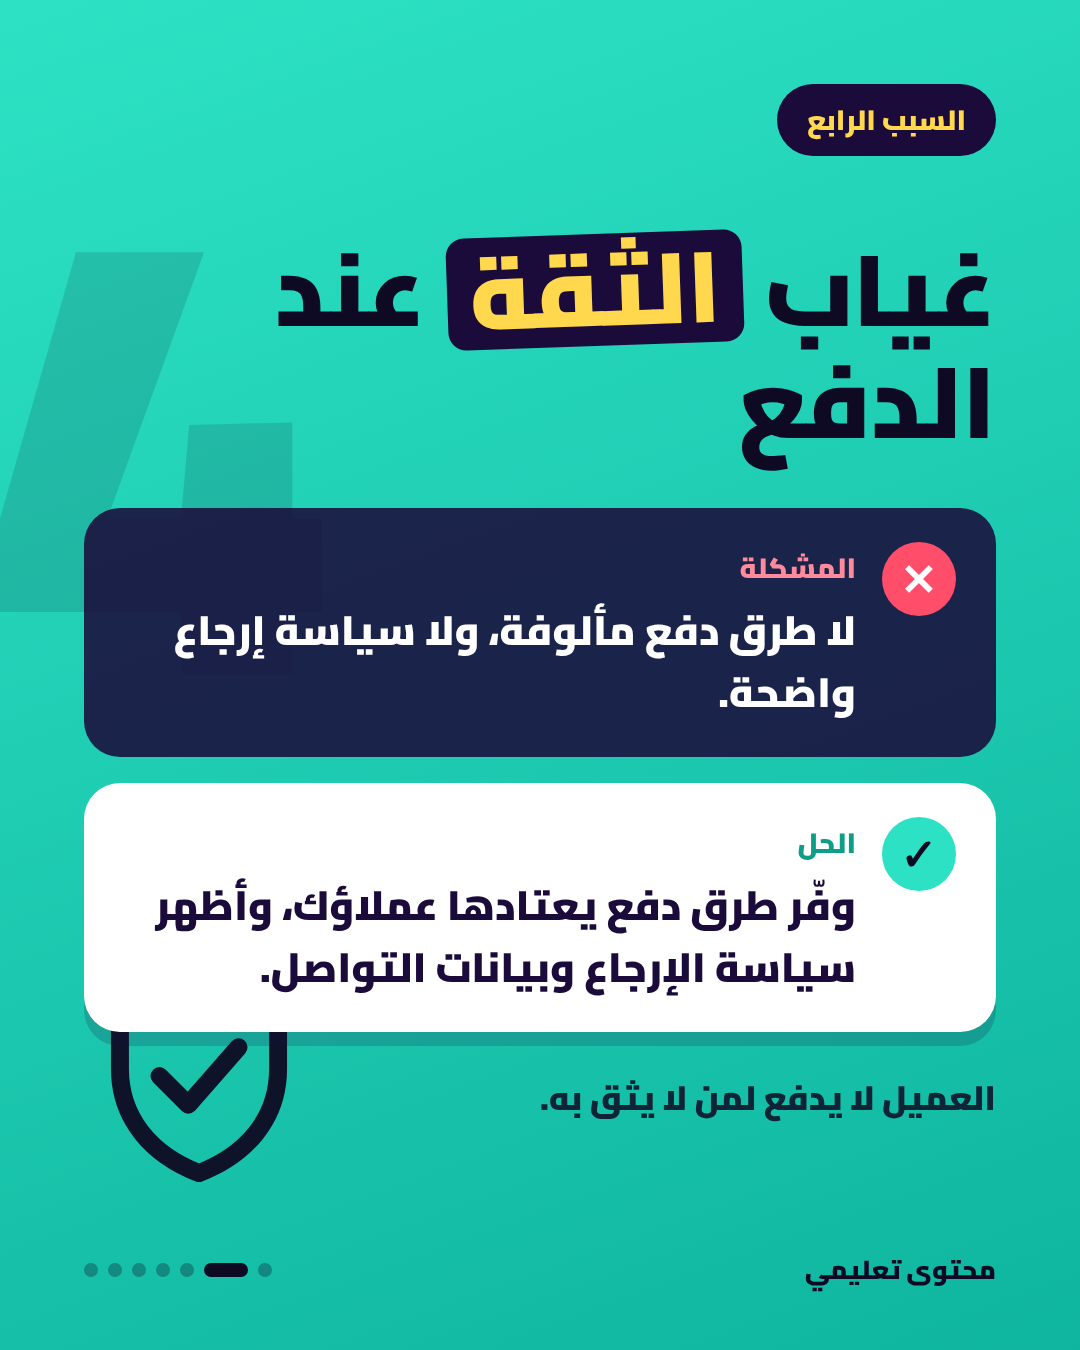 السبب الرابع
غياب الثقة عند
الدفع
4
المشكلة
لا طرق دفع مألوفة، ولا سياسة إرجاع
واضحة.
الحل
وفّر طرق دفع يعتادها عملاؤك، وأظهر
سياسة الإرجاع وبيانات التواصل.
العميل لا يدفع لمن لا يثق به.
محتوى تعليمي